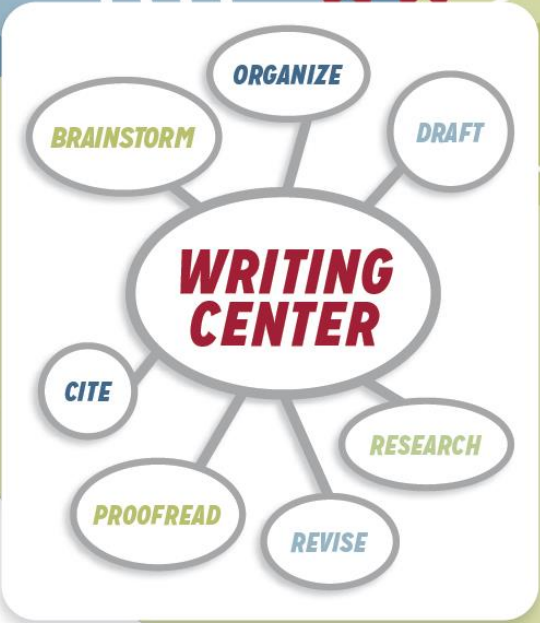 ORGANIZE
BRAINSTORM
DRAFT
WRITING
CENTER
CITE
RESEARCH
PROOFREAD
REVISE